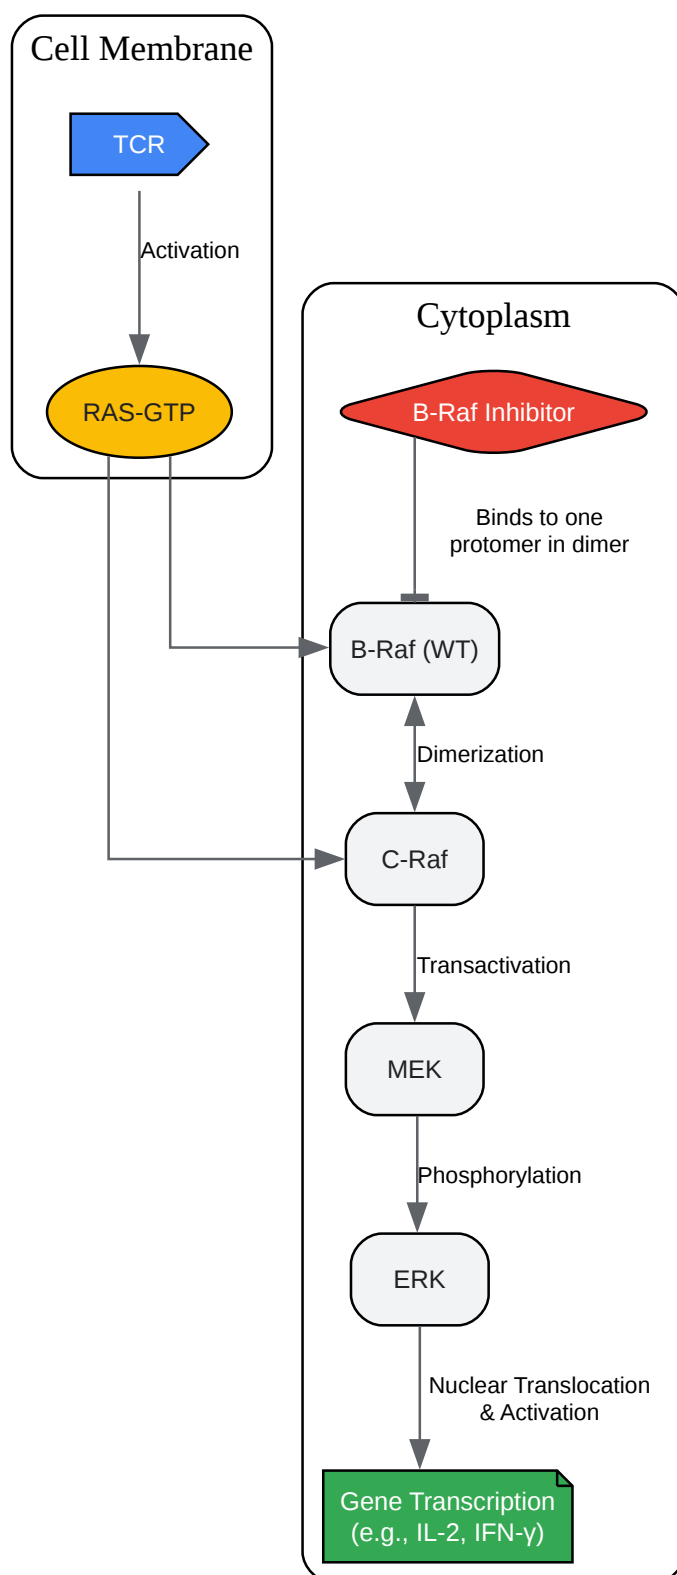 Cell Membrane
TCR
Activation
RAS-GTP
Cytoplasm
B-Raf Inhibitor
Binds to one
protomer in dimer
B-Raf (WT)
Dimerization
C-Raf
Transactivation
MEK
Phosphorylation
ERK
Nuclear Translocation
& Activation
Gene Transcription
(e.g., IL-2, IFN-γ)